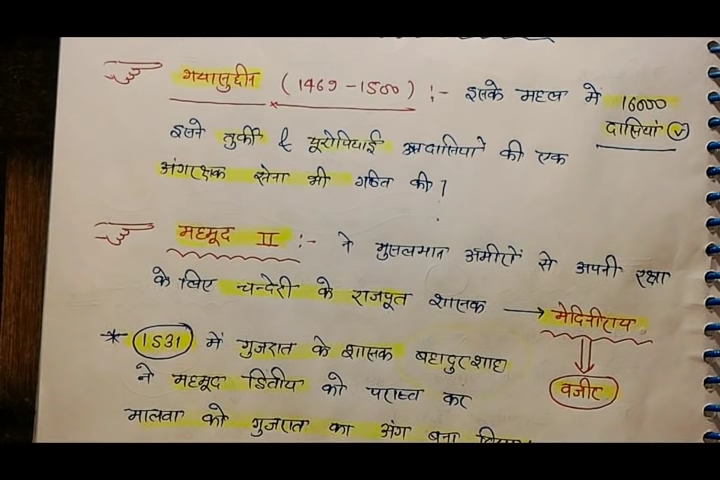 गयासुद्दीन (1469-1500) :- इसके महल में 16000
दासियां
इसने तुर्की & यूरोपियाई दासियों की एक
अंगरक्षक सेना भी गठित की।
महमूद II :- ने मुसलमान अमीरों से अपनी रक्षा
के लिए चन्देरी के राजपूत शासक → मेदिनीराय
वजीर
* 1531 में गुजरात के शासक बहादुरशाह
ने महमूद द्वितीय को परास्त कर
मालवा को गुजरात का अंग बना